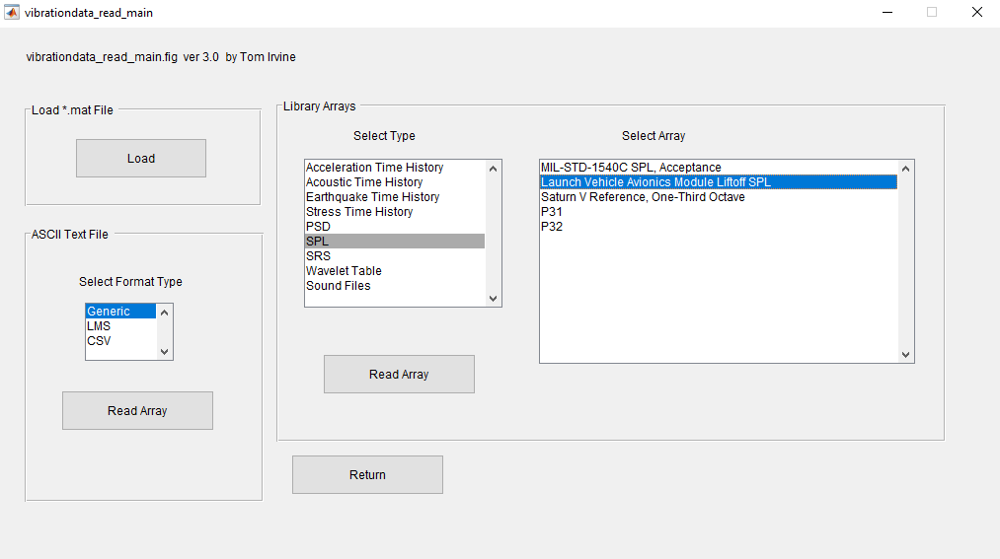 vibrationdata_read_main
vibrationdata_read_main.fig ver 3.0 by Tom Irvine
Load *.mat File
Load
ASCII Text File
Select Format Type
Generic
LMS
CSV
Read Array
Library Arrays
Select Type
Acceleration Time History
Acoustic Time History
Earthquake Time History
Stress Time History
PSD
SPL
SRS
Wavelet Table
Sound Files
Read Array
Select Array
MIL-STD-1540C SPL, Acceptance
Launch Vehicle Avionics Module Liftoff SPL
Saturn V Reference, One-Third Octave
P31
P32
Return